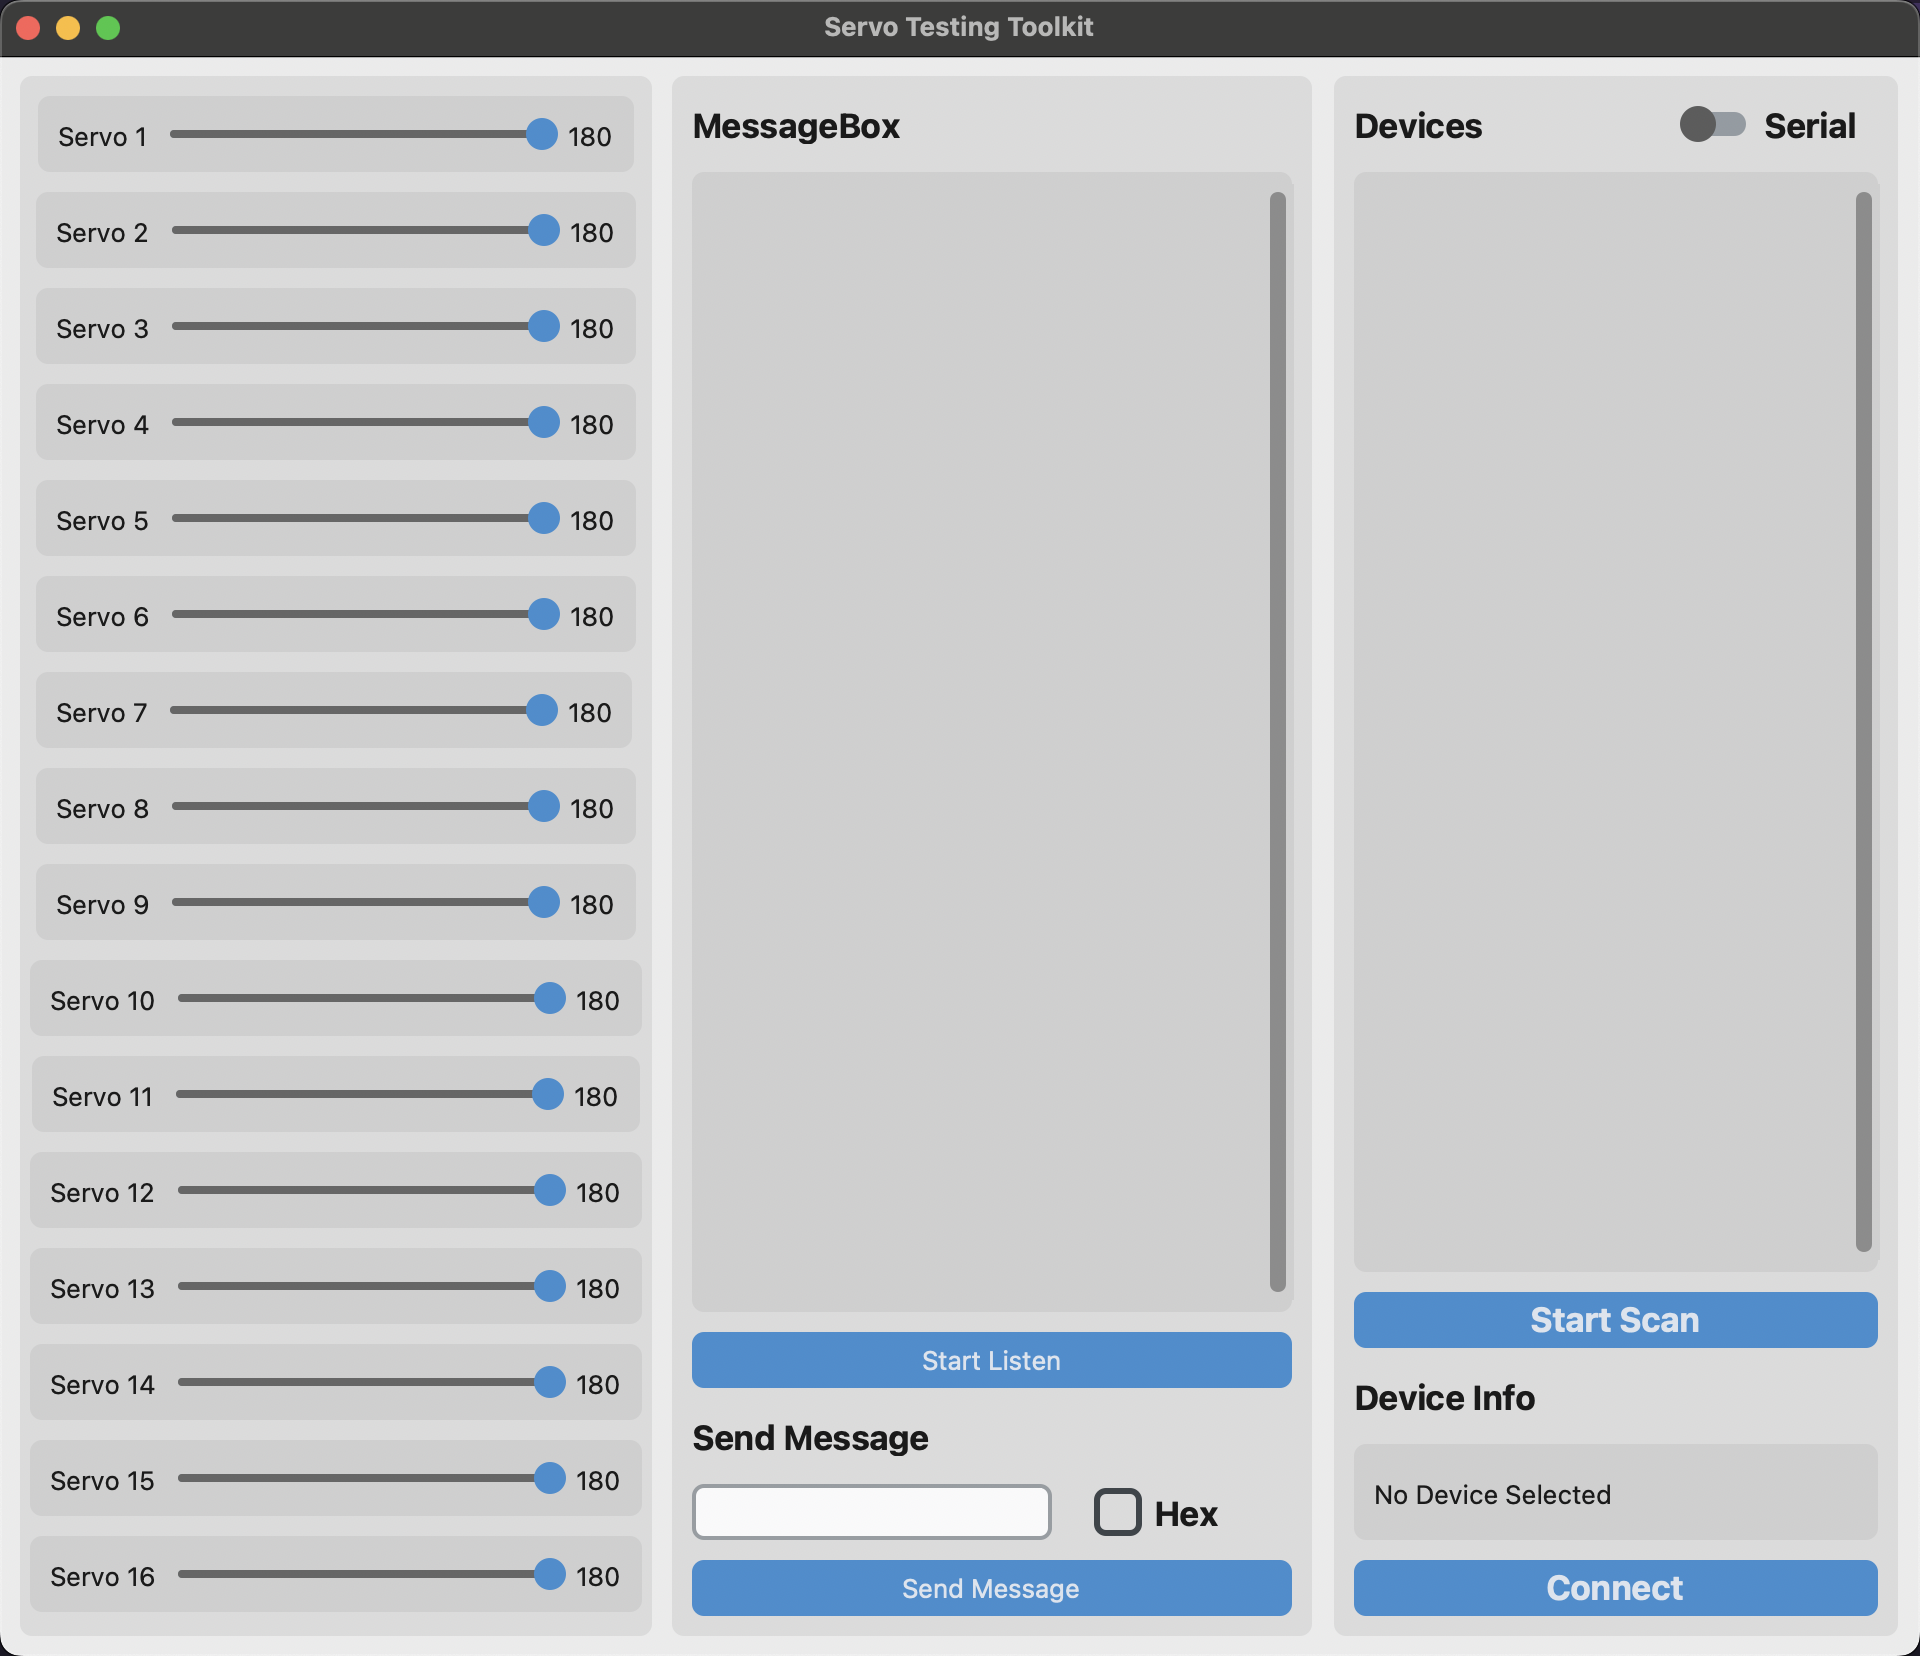 Servo Testing Toolkit
Servo 1 180
Servo 2 180
Servo 3 180
Servo 4 180
Servo 5 180
Servo 6 180
Servo 7 180
Servo 8 180
Servo 9 180
Servo 10 180
Servo 11 180
Servo 12 180
Servo 13 180
Servo 14 180
Servo 15 180
Servo 16 180
MessageBox
Start Listen
Send Message
Hex
Send Message
Devices Serial
Start Scan
Device Info
No Device Selected
Connect